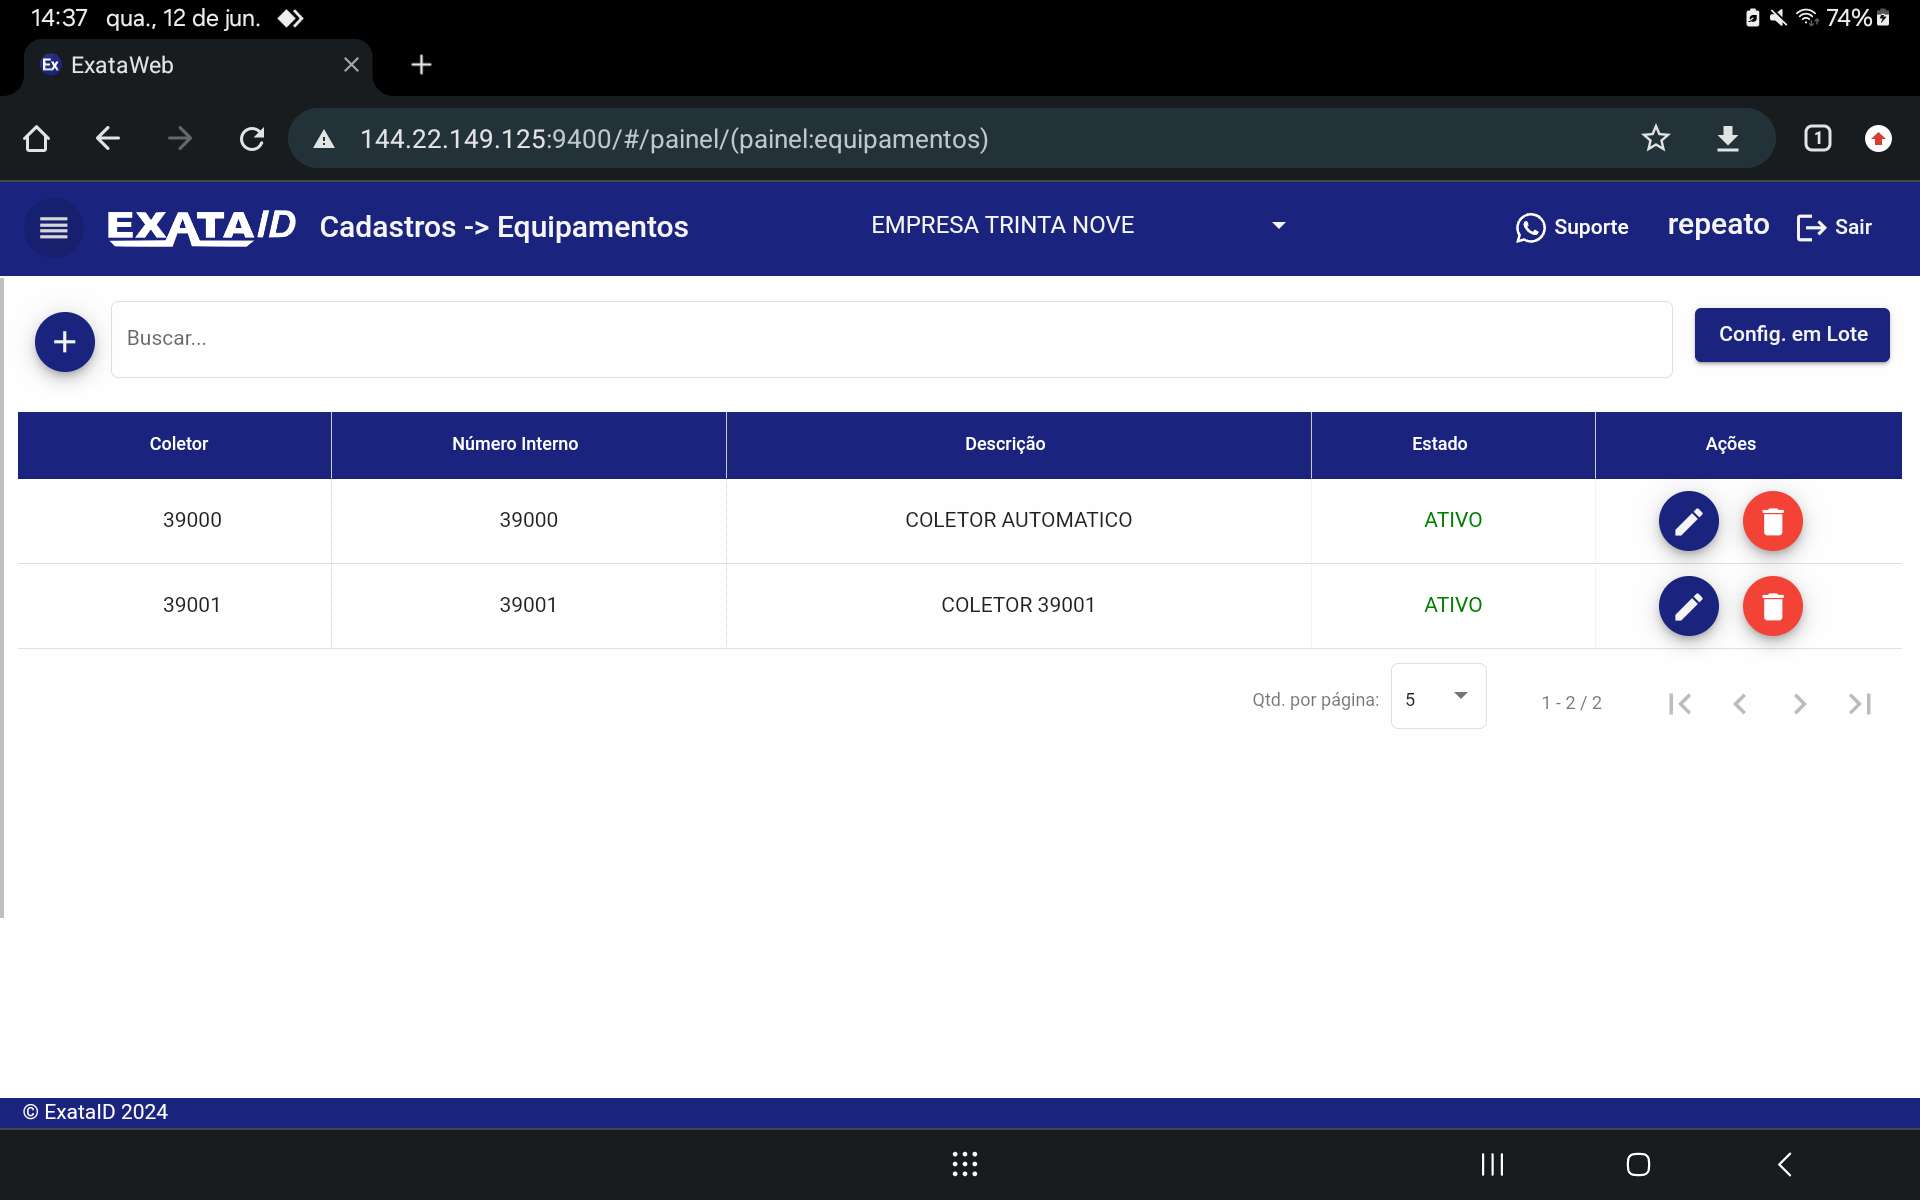 14:37 qua., 12 de jun. 74%
Ex ExataWeb
144.22.149.125:9400/#/painel/(painel:equipamentos) 1
EXATAID Cadastros -> Equipamentos EMPRESA TRINTA NOVE Suporte repeato Sair
Buscar... Config. em Lote
Coletor Número Interno Descrição Estado Ações
39000 39000 COLETOR AUTOMATICO ATIVO
39001 39001 COLETOR 39001 ATIVO
Qtd. por página: 5 1 - 2 / 2
© ExataID 2024